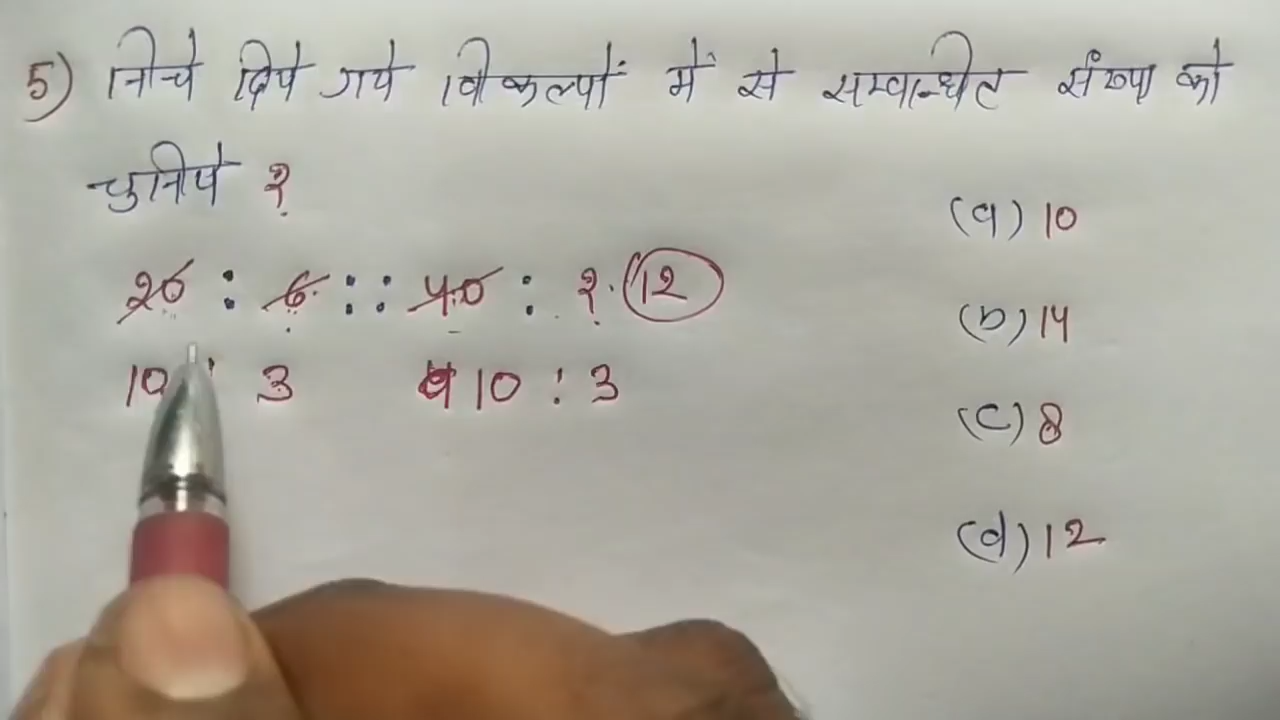 5) निचे दिये गये विकल्पों में से सम्बन्धित संख्या को
चुनिये ?
20 : 6 :: 40 : ? 12
10 : 3 10 : 3
(a) 10
(b) 14
(c) 8
(d) 12